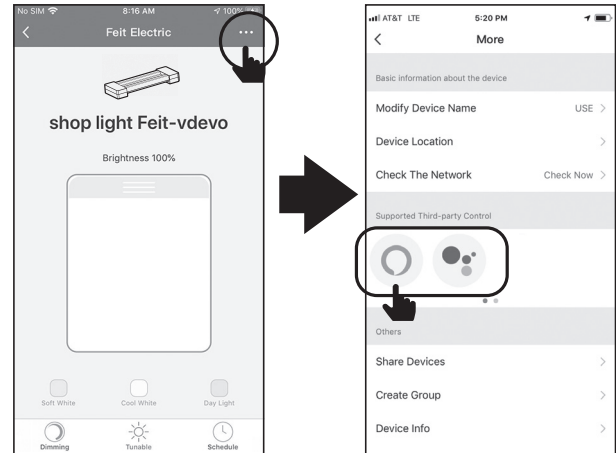 No SIM 8:16 AM 100%
Feit Electric
shop light Feit-vdevo
Brightness 100%
Soft White Cool White Day Light
Dimming Tunable Schedule
AT&T LTE 5:20 PM
More
Basic information about the device
Modify Device Name USE
Device Location
Check The Network Check Now
Supported Third-party Control
Others
Share Devices
Create Group
Device Info